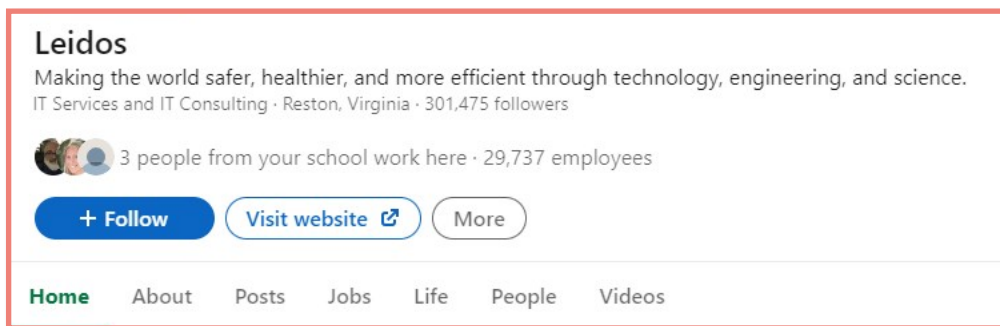 Leidos
Making the world safer, healthier, and more efficient through technology, engineering, and science.
IT Services and IT Consulting · Reston, Virginia · 301,475 followers
3 people from your school work here · 29,737 employees
+ Follow Visit website More
Home About Posts Jobs Life People Videos